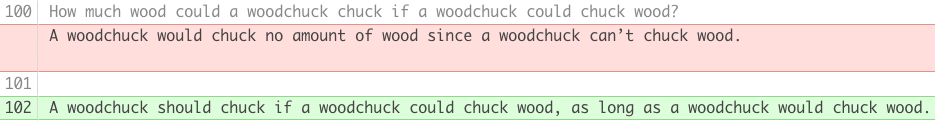 100 How much wood could a woodchuck chuck if a woodchuck could chuck wood?
A woodchuck would chuck no amount of wood since a woodchuck can’t chuck wood.
101
102 A woodchuck should chuck if a woodchuck could chuck wood, as long as a woodchuck would chuck wood.